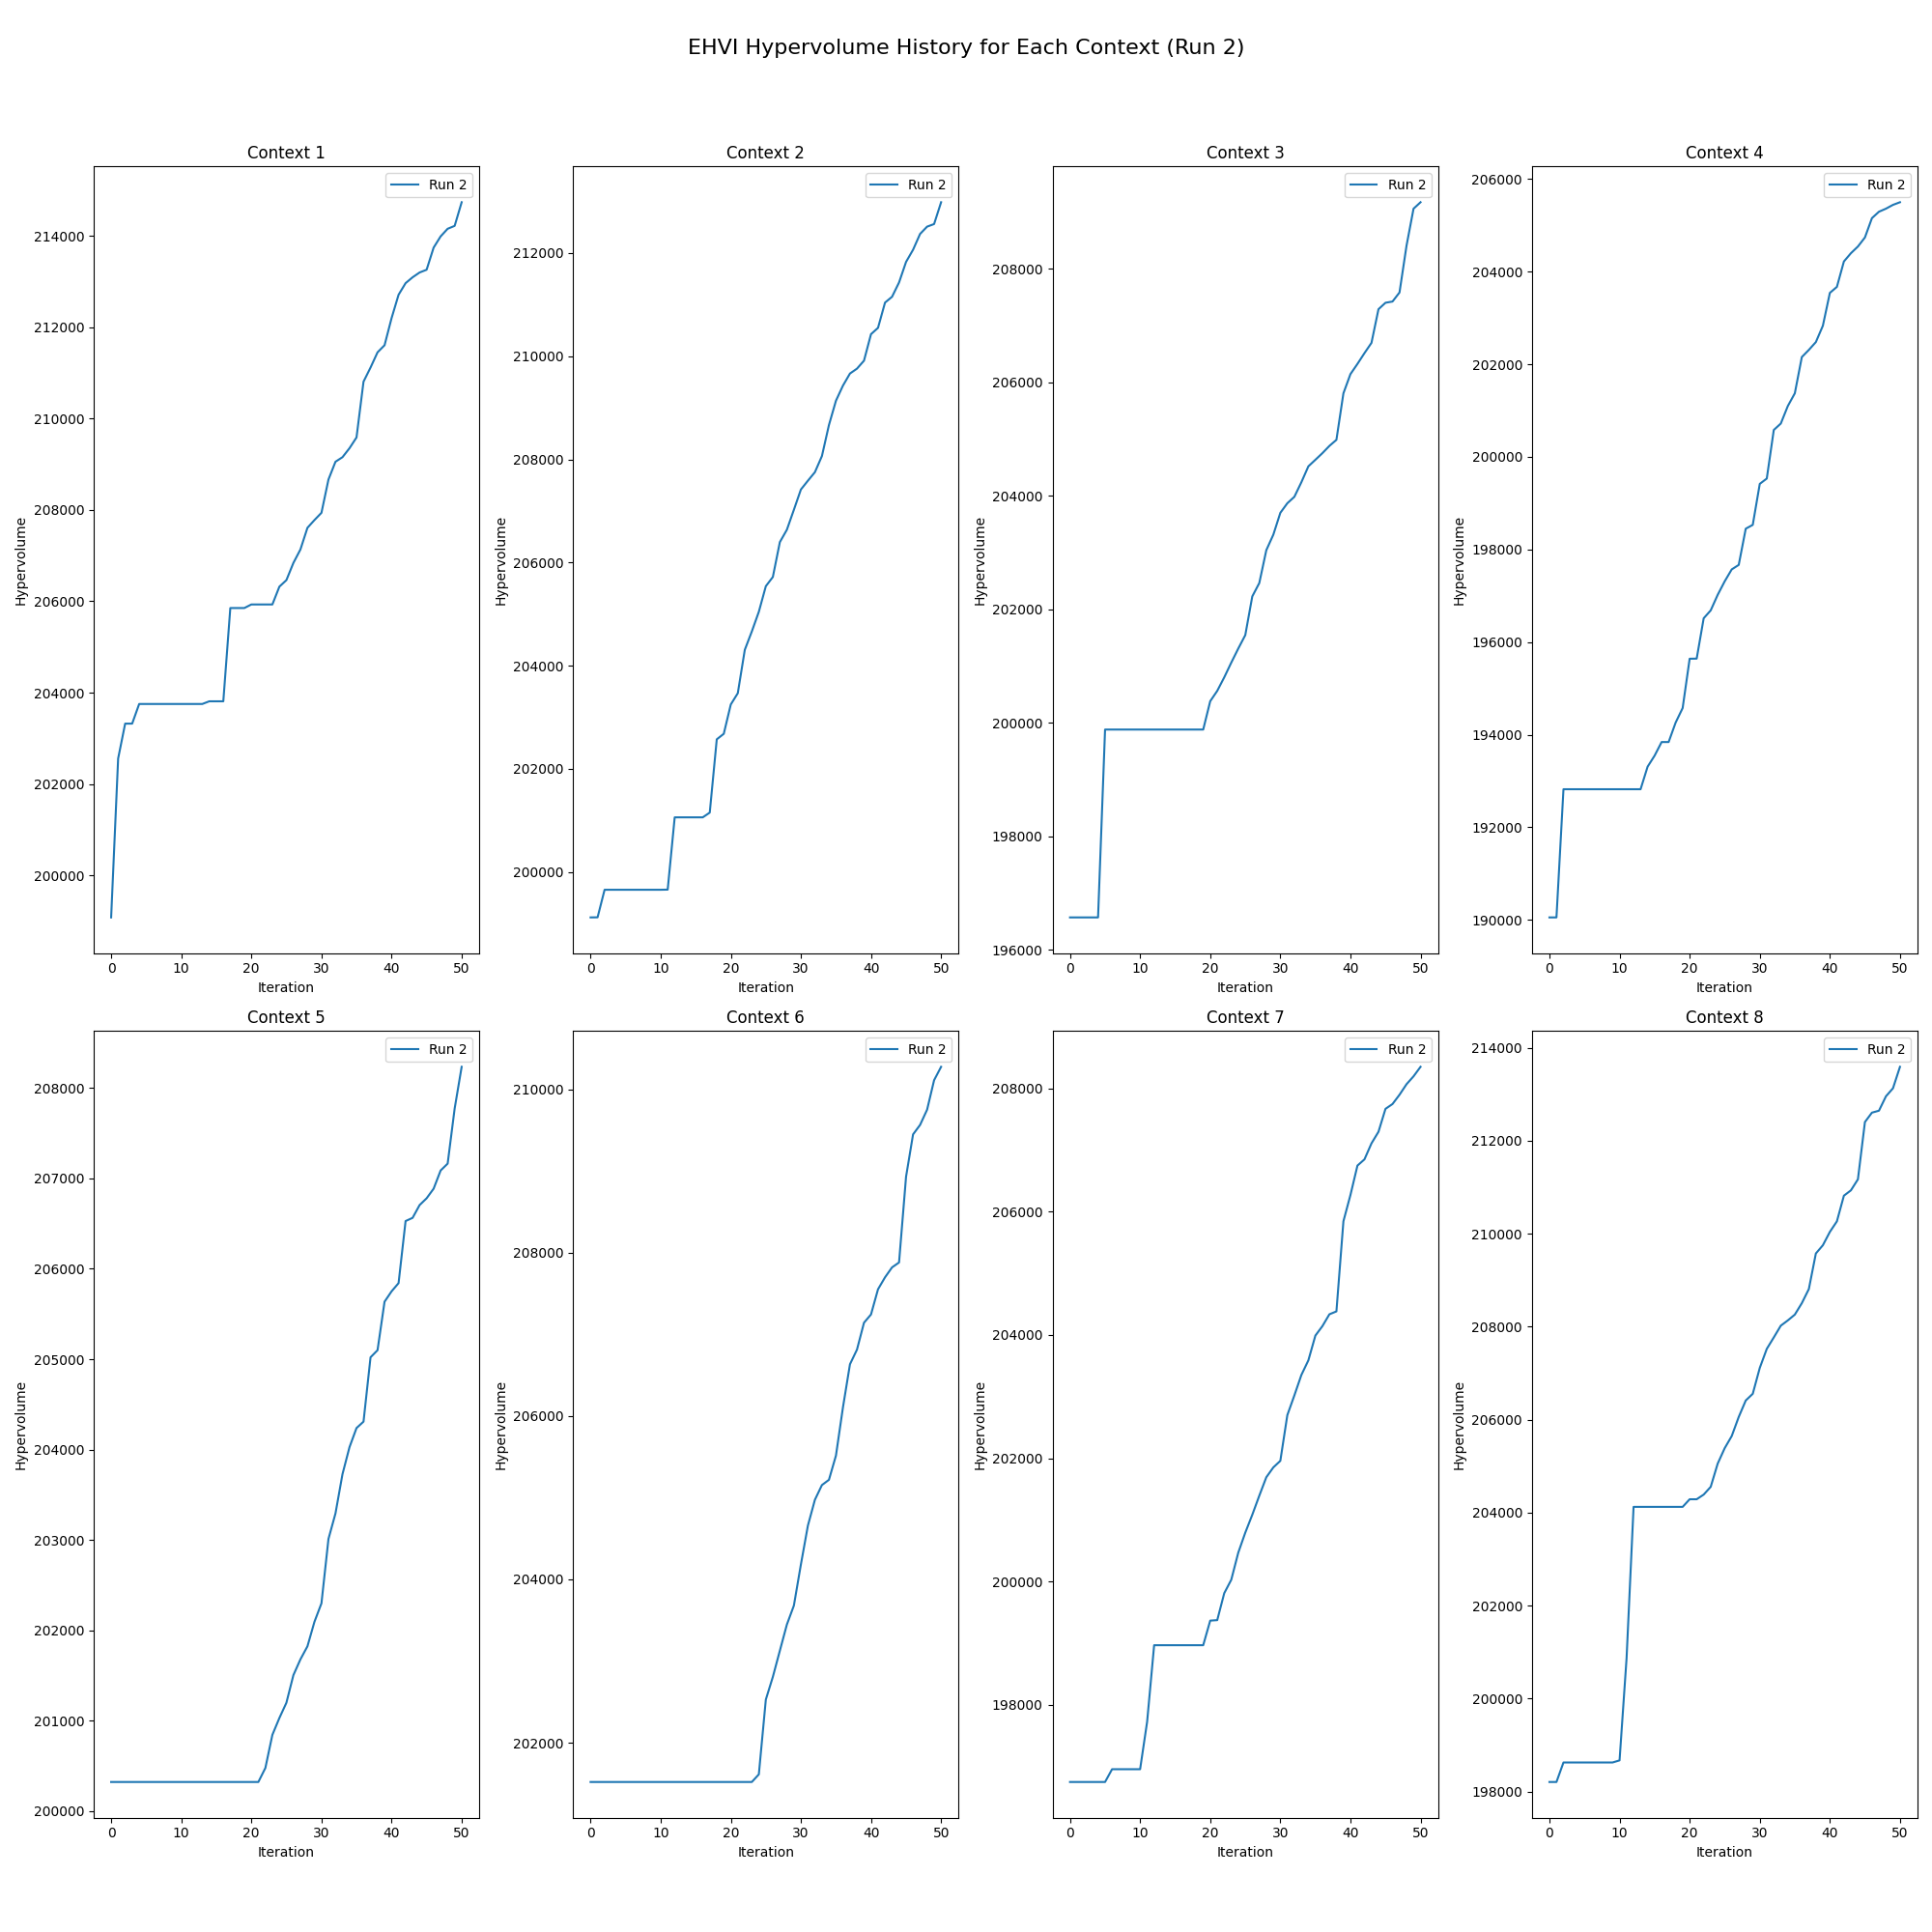 EHVI Hypervolume History for Each Context (Run 2)
Context 1
Run 2
214000
212000
210000
208000
206000
204000
202000
200000
Hypervolume
0 10 20 30 40 50
Iteration
Context 2
Run 2
212000
210000
208000
206000
204000
202000
200000
Hypervolume
0 10 20 30 40 50
Iteration
Context 3
Run 2
208000
206000
204000
202000
200000
198000
196000
Hypervolume
0 10 20 30 40 50
Iteration
Context 4
Run 2
206000
204000
202000
200000
198000
196000
194000
192000
190000
Hypervolume
0 10 20 30 40 50
Iteration
Context 5
Run 2
208000
207000
206000
205000
204000
203000
202000
201000
200000
Hypervolume
0 10 20 30 40 50
Iteration
Context 6
Run 2
210000
208000
206000
204000
202000
Hypervolume
0 10 20 30 40 50
Iteration
Context 7
Run 2
208000
206000
204000
202000
200000
198000
Hypervolume
0 10 20 30 40 50
Iteration
Context 8
Run 2
214000
212000
210000
208000
206000
204000
202000
200000
198000
Hypervolume
0 10 20 30 40 50
Iteration